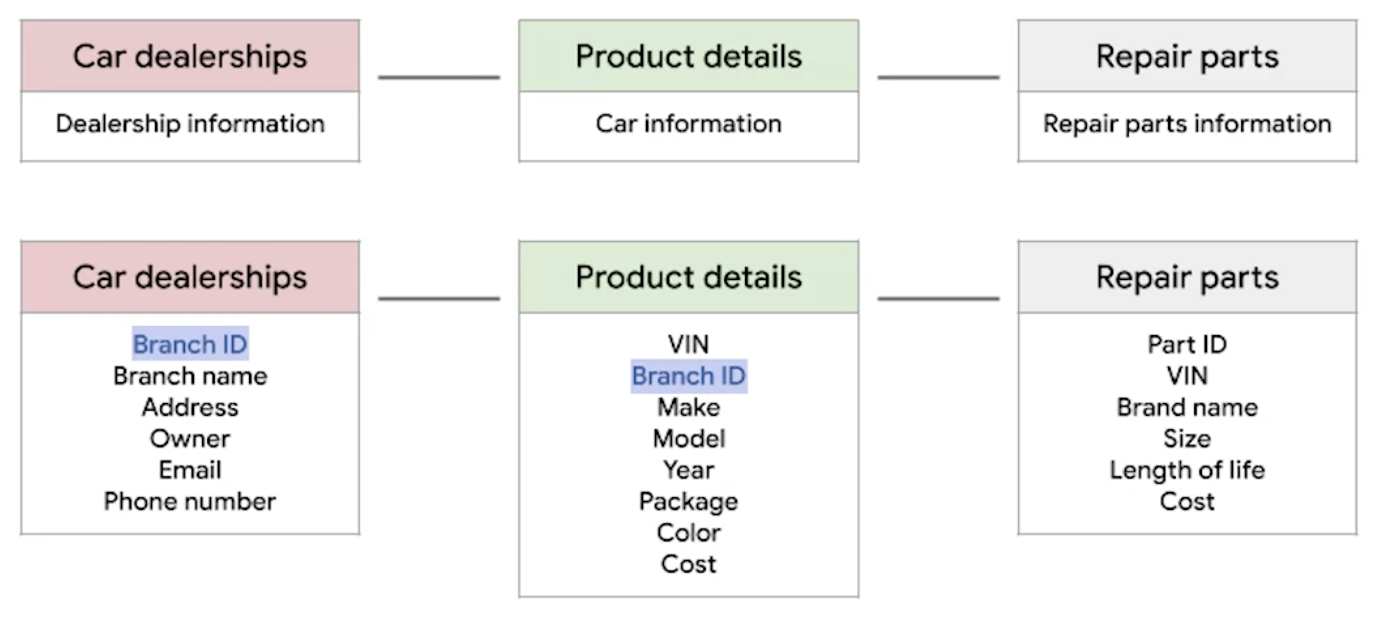 Car dealerships
Dealership information
Product details
Car information
Repair parts
Repair parts information
Car dealerships
Branch ID
Branch name
Address
Owner
Email
Phone number
Product details
VIN
Branch ID
Make
Model
Year
Package
Color
Cost
Repair parts
Part ID
VIN
Brand name
Size
Length of life
Cost